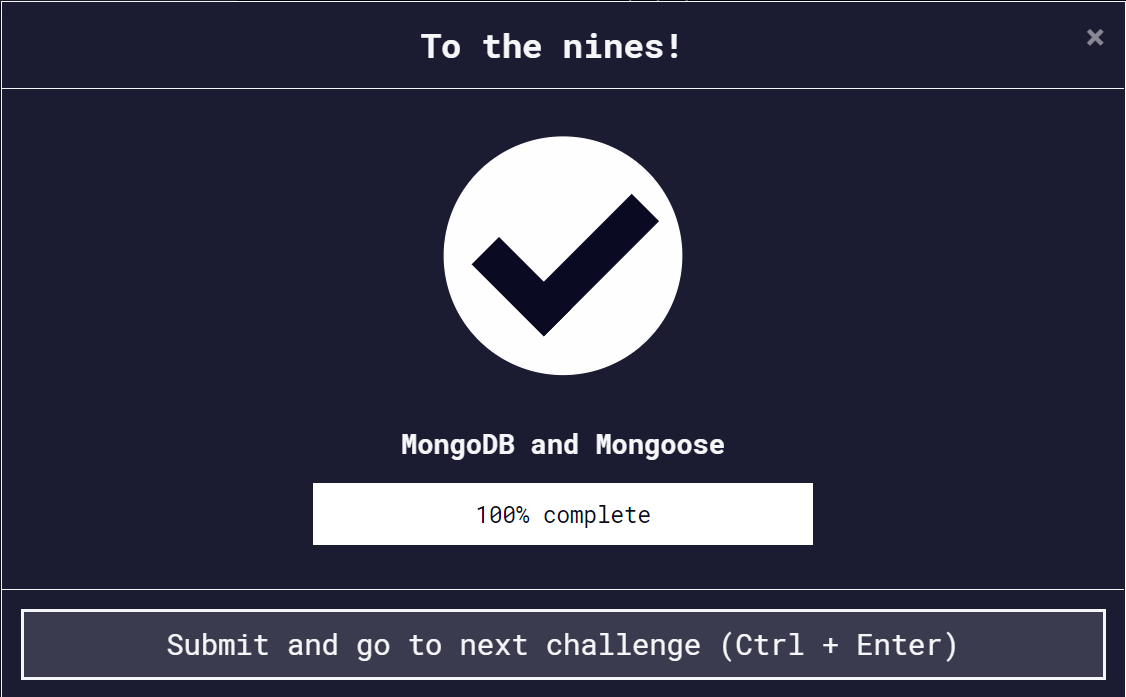 To the nines!
×
MongoDB and Mongoose
100% complete
Submit and go to next challenge (Ctrl + Enter)